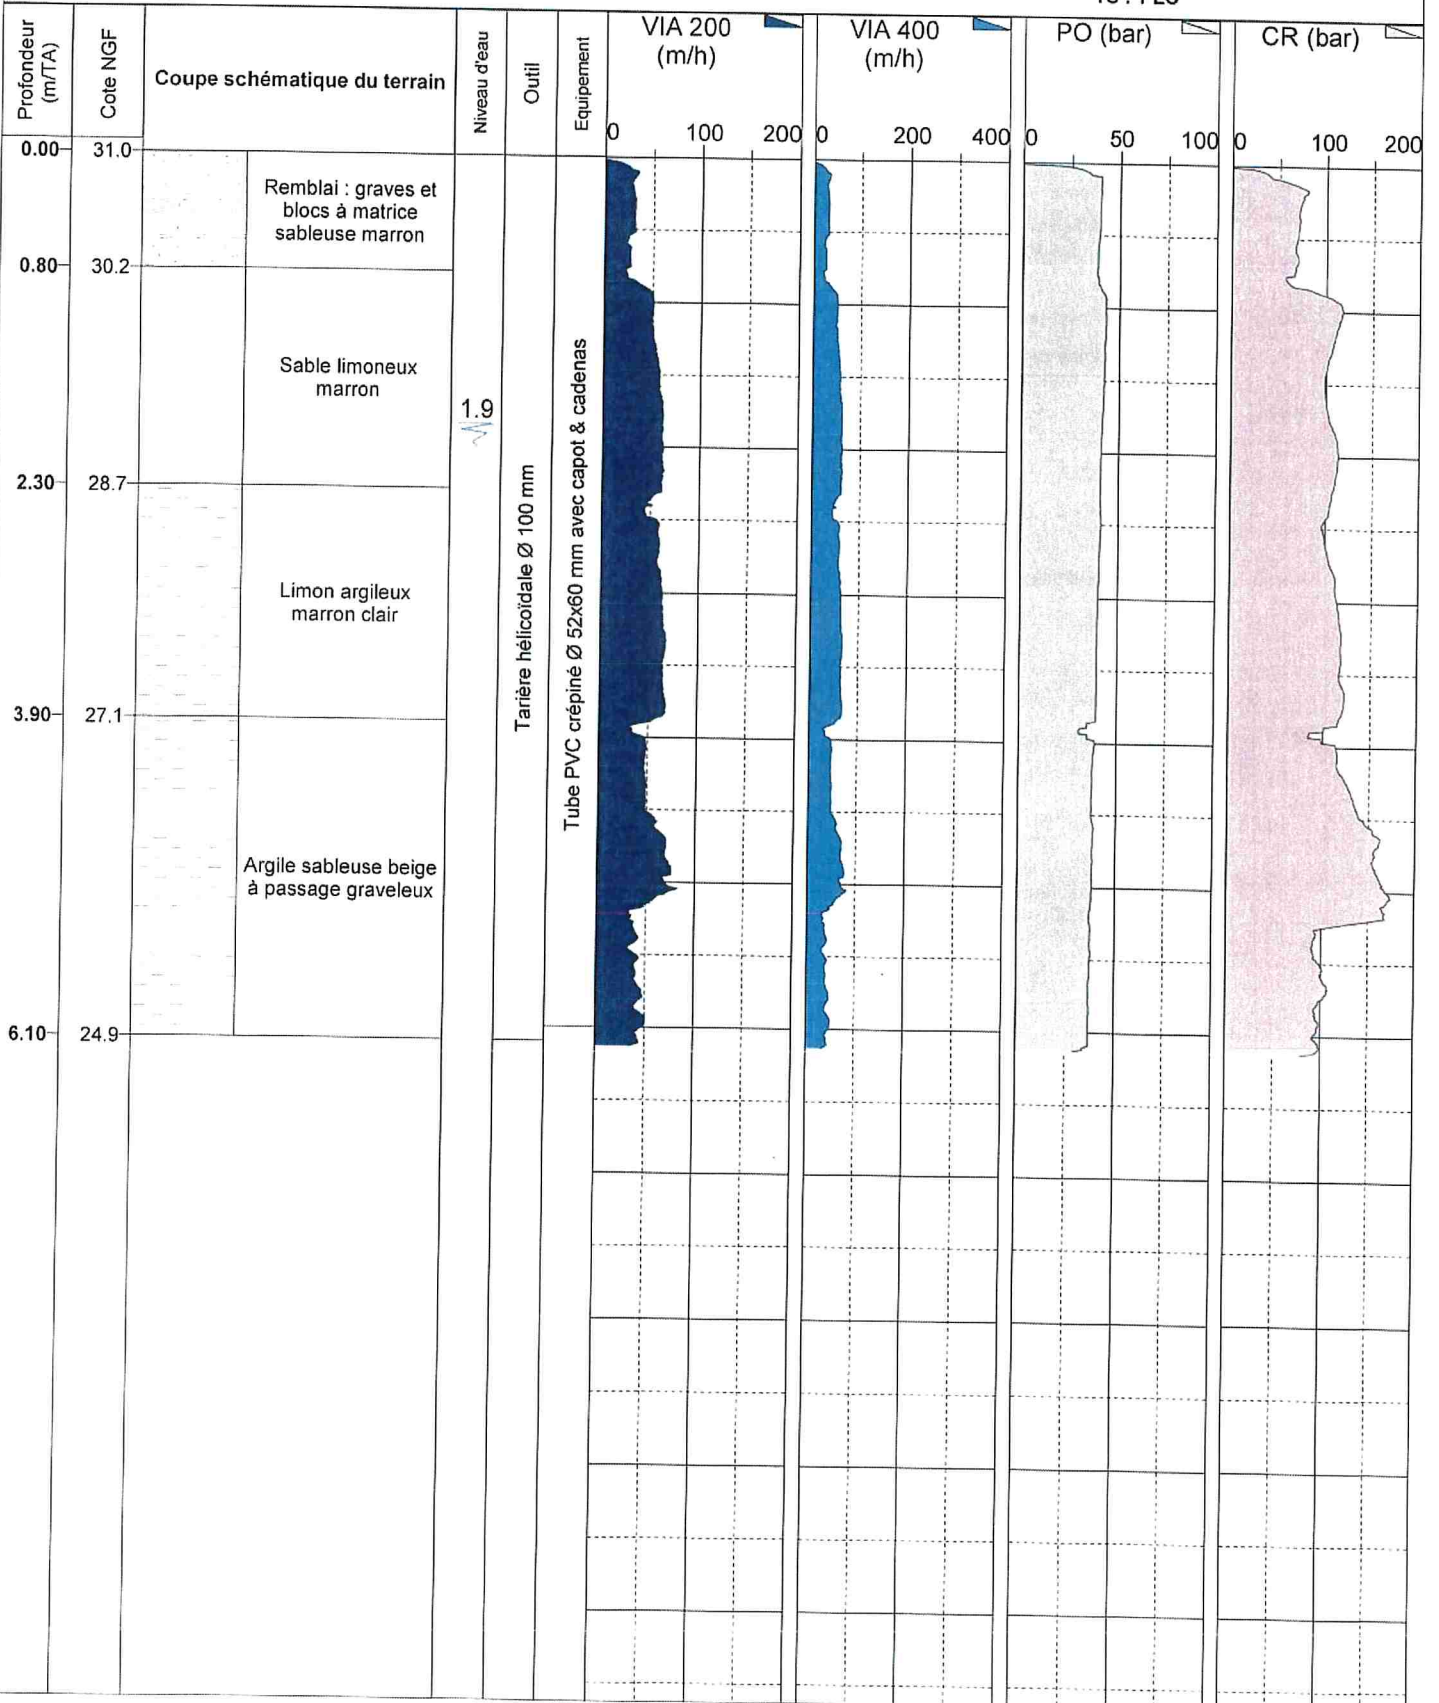 Profondeur
(m/TA)
Cote NGF
Coupe schématique du terrain
Niveau d'eau
Outil
Equipement
VIA 200
(m/h)
VIA 400
(m/h)
PO (bar)
CR (bar)
0 100 200
0 200 400
0 50 100
0 100 200
0.00 31.0
Remblai : graves et
blocs à matrice
sableuse marron
0.80 30.2
Sable limoneux
marron
1.9
2.30 28.7
Limon argileux
marron clair
3.90 27.1
Argile sableuse beige
à passage graveleux
6.10 24.9
Tarière hélicoïdale Ø 100 mm
Tube PVC crépiné Ø 52x60 mm avec capot & cadenas